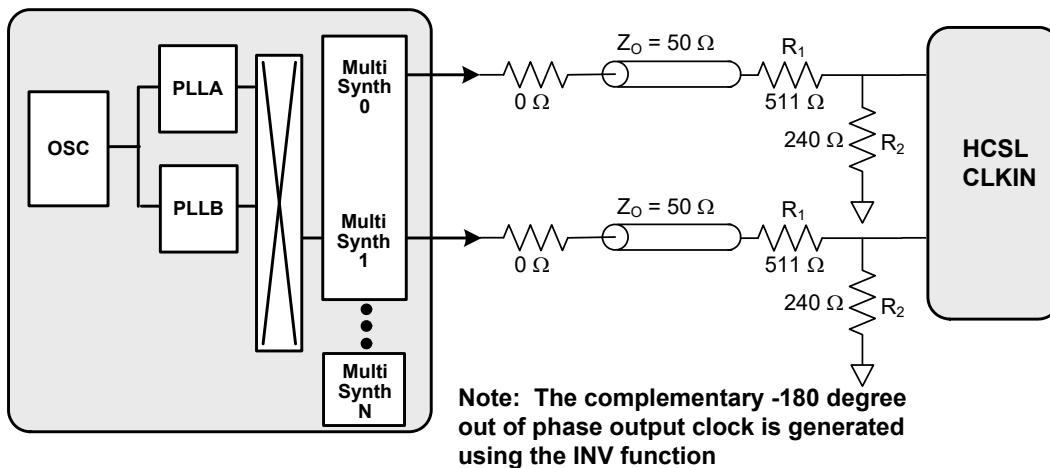 OSC
PLLA
PLLB
Multi
Synth
0
Multi
Synth
1
Multi
Synth
N
0 Ω
Z_O = 50 Ω
R_1
511 Ω
240 Ω
R_2
0 Ω
Z_O = 50 Ω
R_1
511 Ω
240 Ω
R_2
HCSL
CLKIN
Note: The complementary -180 degree
out of phase output clock is generated
using the INV function